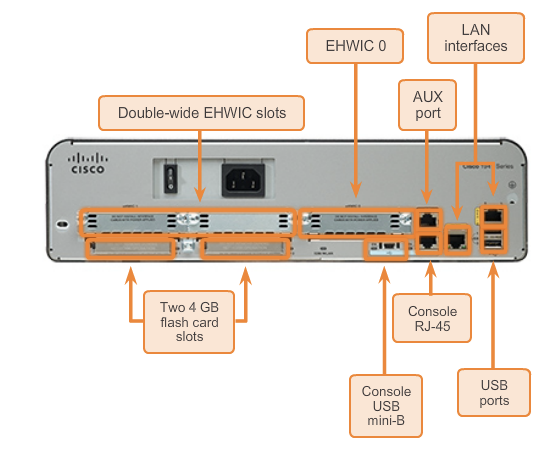 LAN
interfaces
EHWIC 0
AUX
port
Double-wide EHWIC slots
CISCO
Series
Two 4 GB
flash card
slots
Console
RJ-45
Console
USB
mini-B
USB
ports